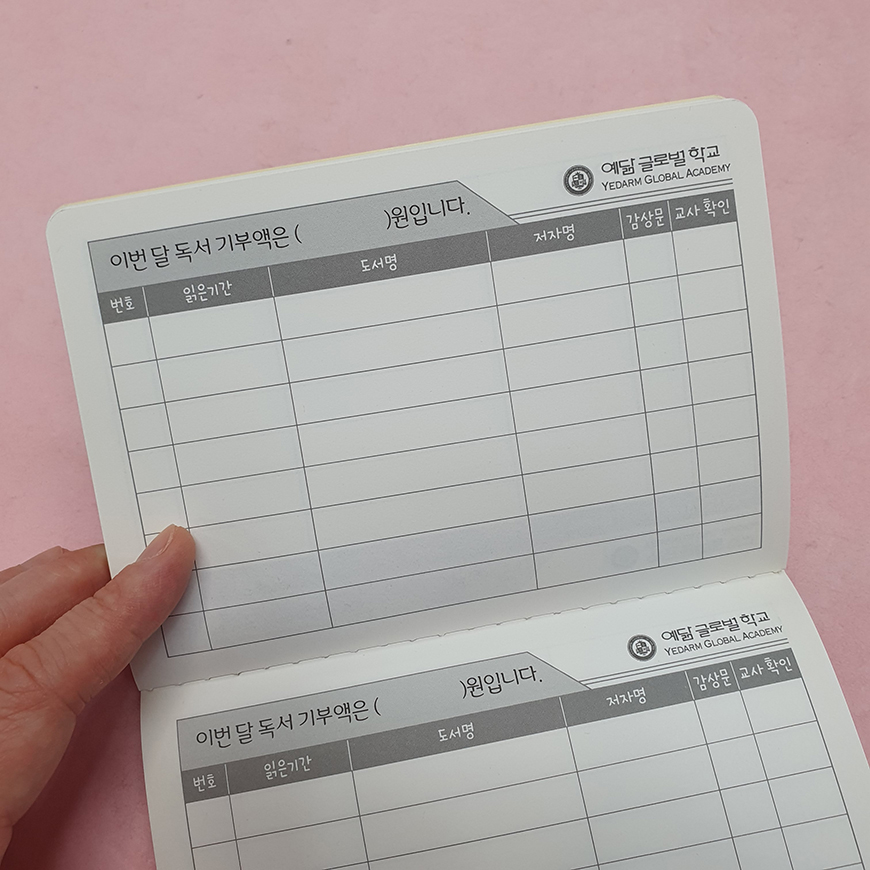 예닮 글로벌 학교
YEDARM GLOBAL ACADEMY
이번 달 독서 기부액은 ( )원입니다.
번호 읽은기간 도서명 저자명 감상문 교사 확인
예닮 글로벌 학교
YEDARM GLOBAL ACADEMY
이번 달 독서 기부액은 ( )원입니다.
번호 읽은기간 도서명 저자명 감상문 교사 확인